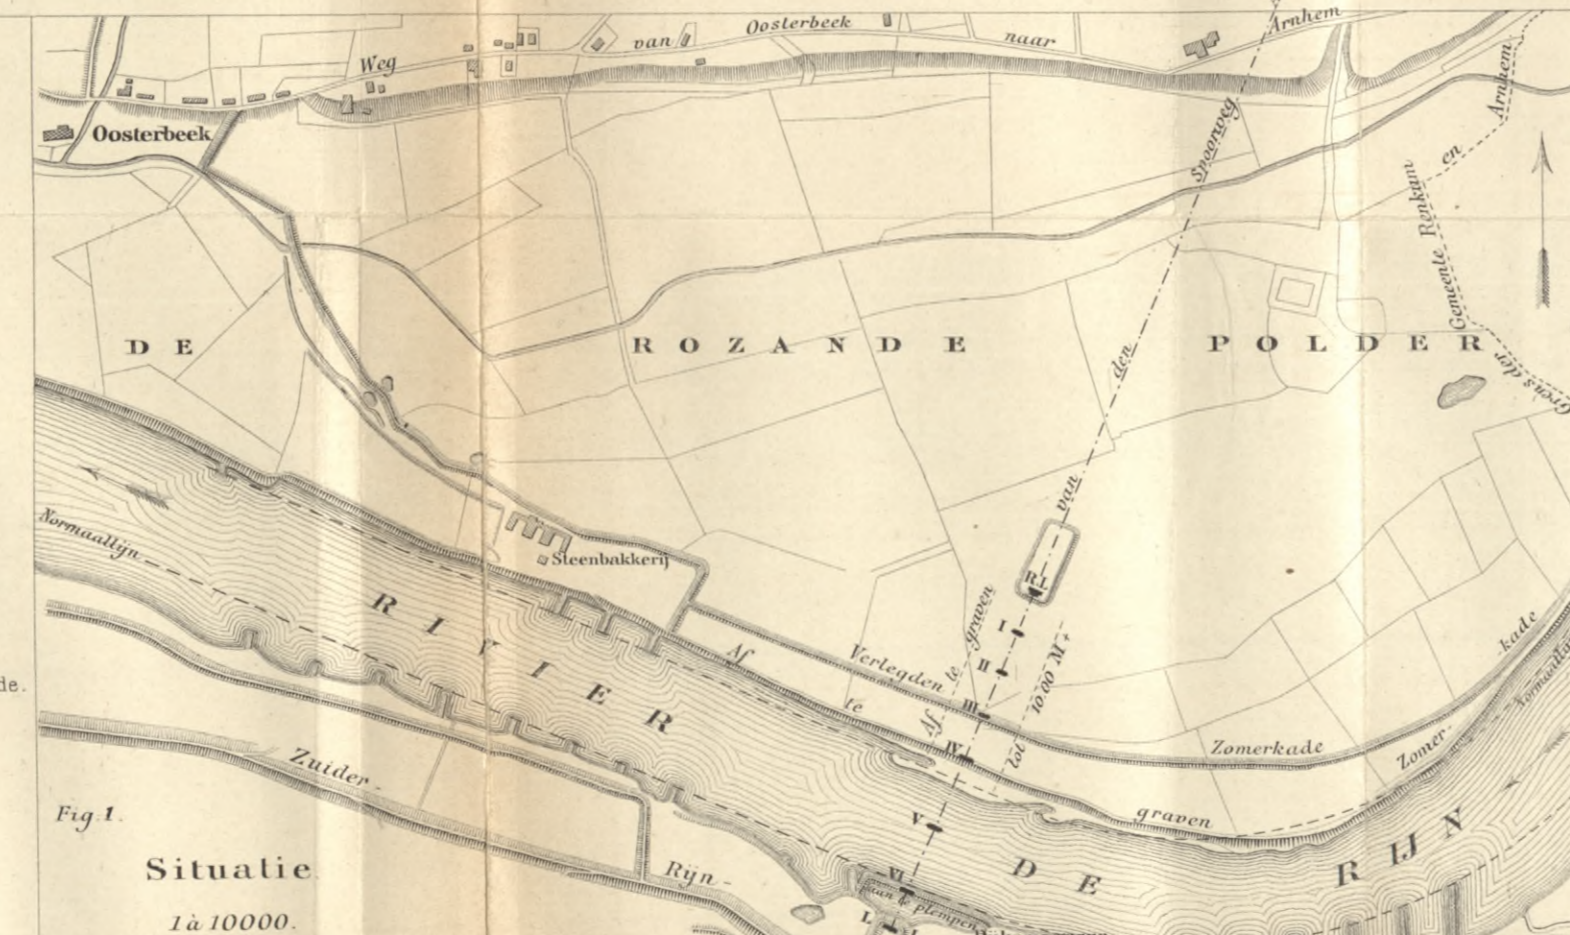 Weg van Oosterbeek naar Arnhem
Oosterbeek
Spoorweg
en
Arnhem
Gemeente Renkum
Grens der
DE ROZANDE POLDER
den
van
Normaallijn
Steenbakkerij
R.L.
I
II
III
IV
V
VI
L
graven
te
Af
10.00 M
tot
RIVIER DE RIJN
Af te graven
Verlegden Zomerkade
Zomer-
kade
Zuider-
Rijn-
Fig. 1.
Situatie
1 à 10000.
te plempen
de.